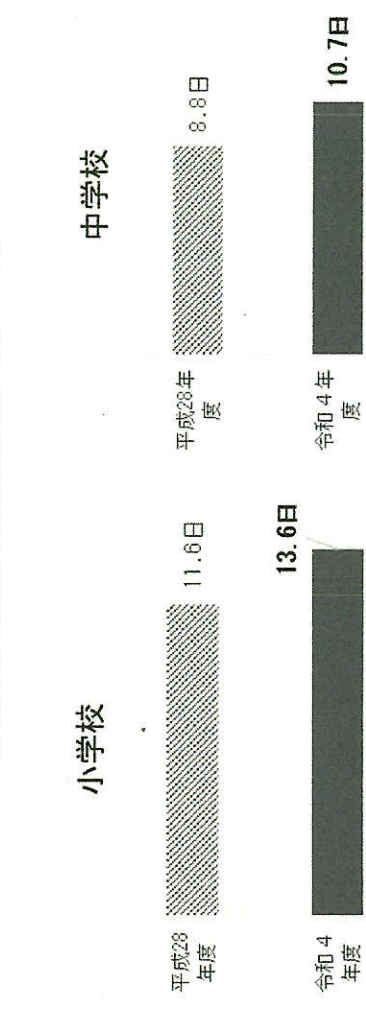 小学校
平成28
年度
11.6日
令和4
年度
13.6日
中学校
平成28年
度
8.8日
令和4年
度
10.7日